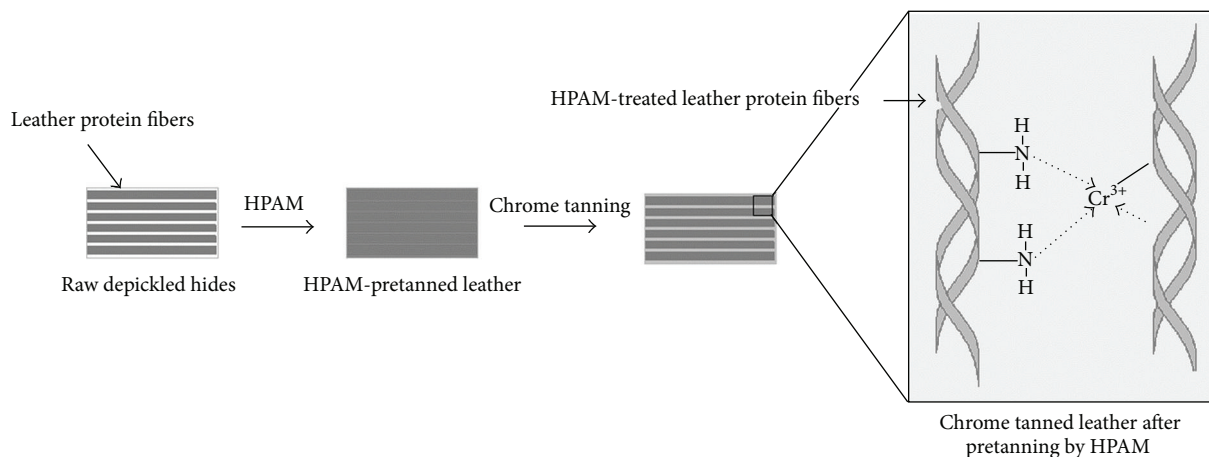 Leather protein fibers
Raw depickled hides
HPAM
HPAM-pretanned leather
Chrome tanning
HPAM-treated leather protein fibers
H
N
H
Cr3+
H
N
H
Chrome tanned leather after
pretanning by HPAM